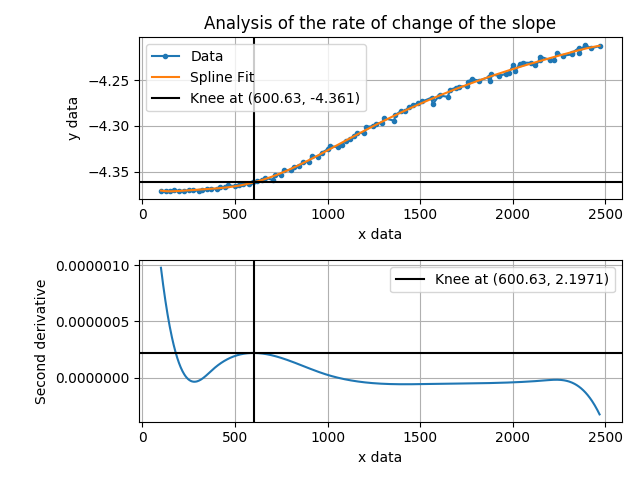 Analysis of the rate of change of the slope
Data
Spline Fit
Knee at (600.63, -4.361)
y data
−4.25
−4.30
−4.35
0 500 1000 1500 2000 2500
x data
Knee at (600.63, 2.1971)
Second derivative
0.0000010
0.0000005
0.0000000
0 500 1000 1500 2000 2500
x data